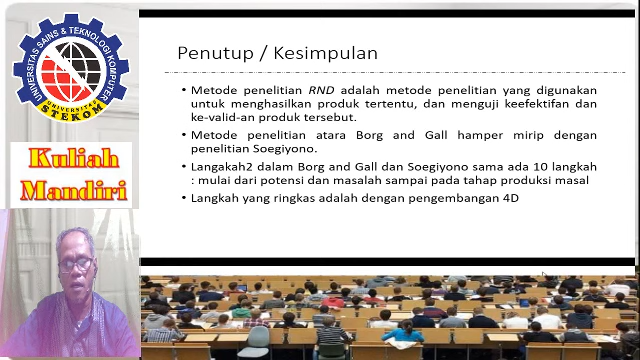 UNIVERSITAS SAINS & TEKNOLOGI KOMPUTER
UNIVERSITAS
STEKOM
Kuliah
Mandiri
Penutup / Kesimpulan
• Metode penelitian RND adalah metode penelitian yang digunakan
untuk menghasilkan produk tertentu, dan menguji keefektifan dan
ke-valid-an produk tersebut.
• Metode penelitian atara Borg and Gall hamper mirip dengan
penelitian Soegiyono.
• Langakah2 dalam Borg and Gall dan Soegiyono sama ada 10 langkah
: mulai dari potensi dan masalah sampai pada tahap produksi masal
• Langkah yang ringkas adalah dengan pengembangan 4D